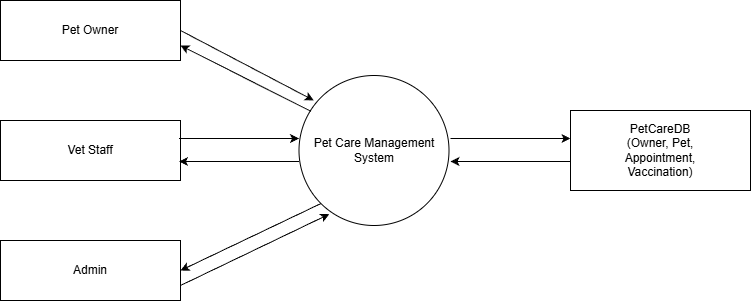 Pet Owner
Vet Staff
Admin
Pet Care Management
System
PetCareDB
(Owner, Pet,
Appointment,
Vaccination)